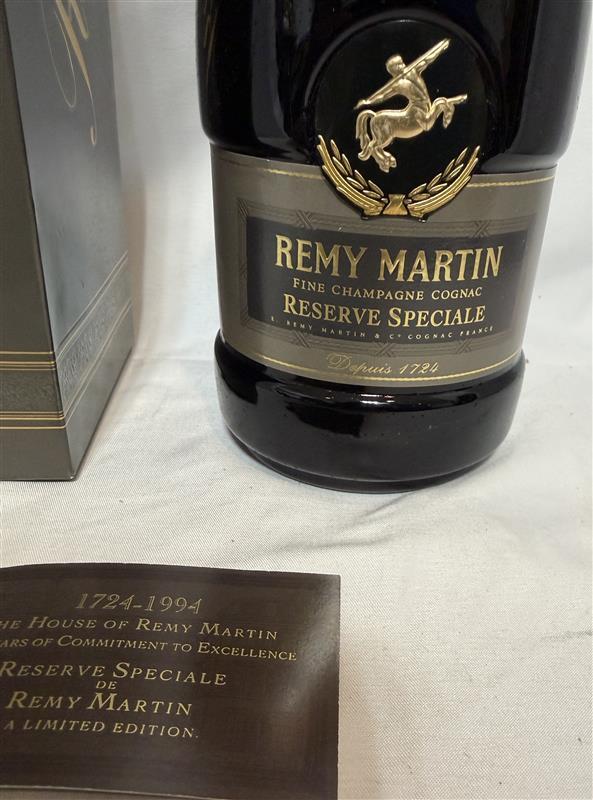 REMY MARTIN
FINE CHAMPAGNE COGNAC
RESERVE SPECIALE
E. REMY MARTIN & Cº COGNAC FRANCE
Depuis 1724
1724-1994
HE HOUSE OF REMY MARTIN
EARS OF COMMITMENT TO EXCELLENCE
RESERVE SPECIALE
DE
REMY MARTIN
A LIMITED EDITION.